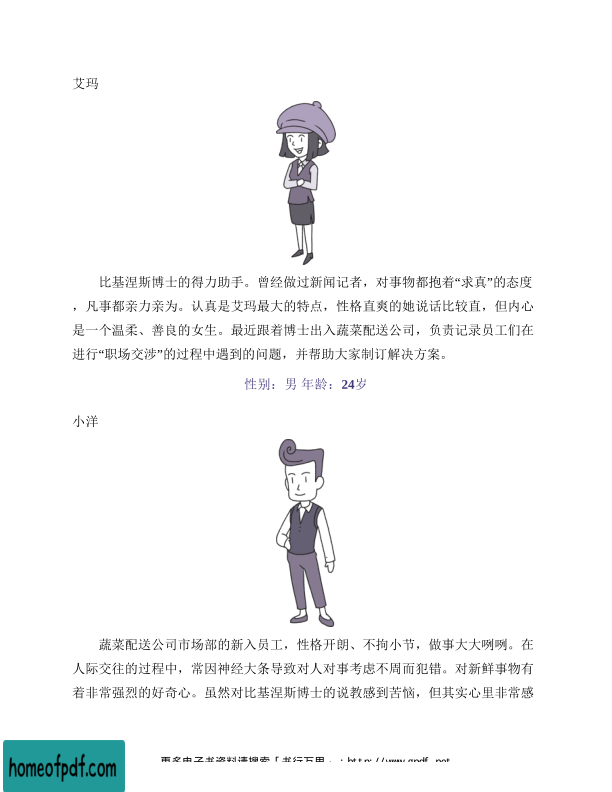 艾玛
比基涅斯博士的得力助手。曾经做过新闻记者，对事物都抱着“求真”的态度
，凡事都亲力亲为。认真是艾玛最大的特点，性格直爽的她说话比较直，但内心
是一个温柔、善良的女生。最近跟着博士出入蔬菜配送公司，负责记录员工们在
进行“职场交涉”的过程中遇到的问题，并帮助大家制订解决方案。
性别：男 年龄：24岁
小洋
蔬菜配送公司市场部的新入员工，性格开朗、不拘小节，做事大大咧咧。在
人际交往的过程中，常因神经大条导致对人对事考虑不周而犯错。对新鲜事物有
着非常强烈的好奇心。虽然对比基涅斯博士的说教感到苦恼，但其实心里非常感
homeofpdf.com